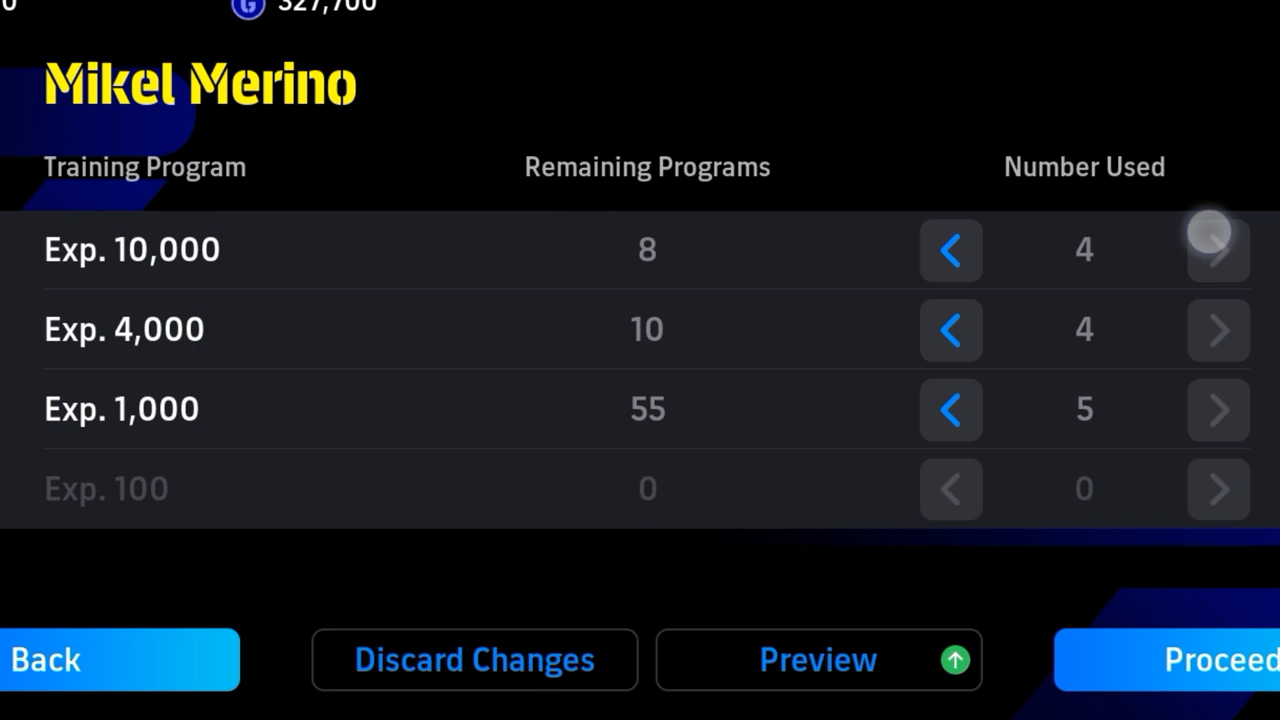 0 327,700
Mikel Merino
Training Program Remaining Programs Number Used
Exp. 10,000 8 4
Exp. 4,000 10 4
Exp. 1,000 55 5
Exp. 100 0 0
Back Discard Changes Preview Proceed